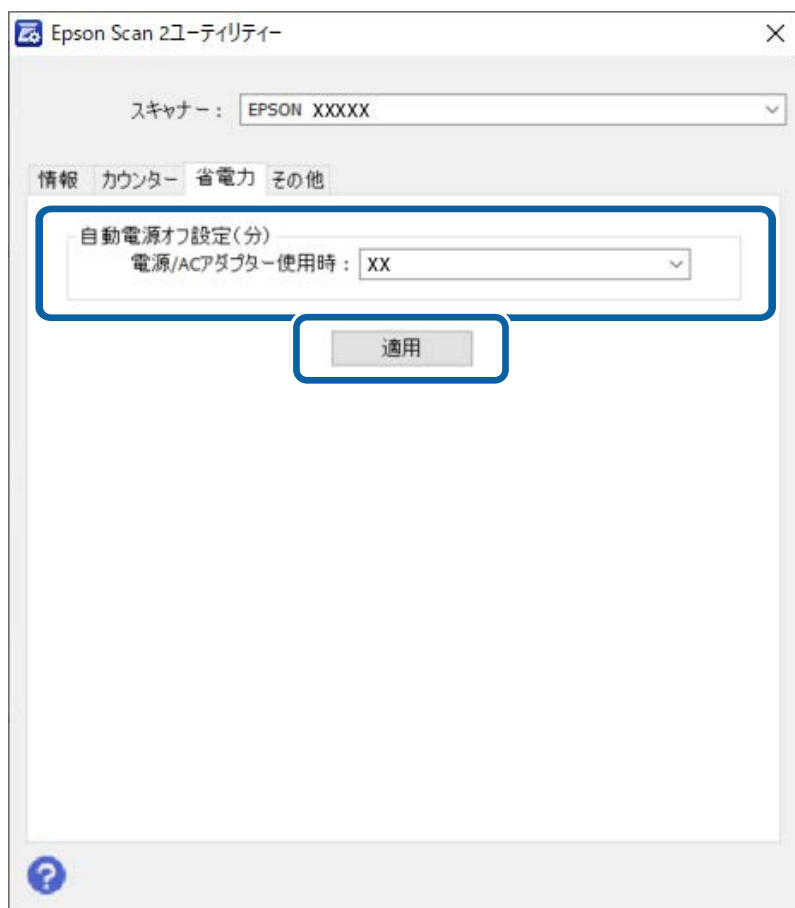 Epson Scan 2ユーティリティー
スキャナー： EPSON XXXXX
情報 カウンター 省電力 その他
自動電源オフ設定(分)
電源/ACアダプター使用時： XX
適用
?